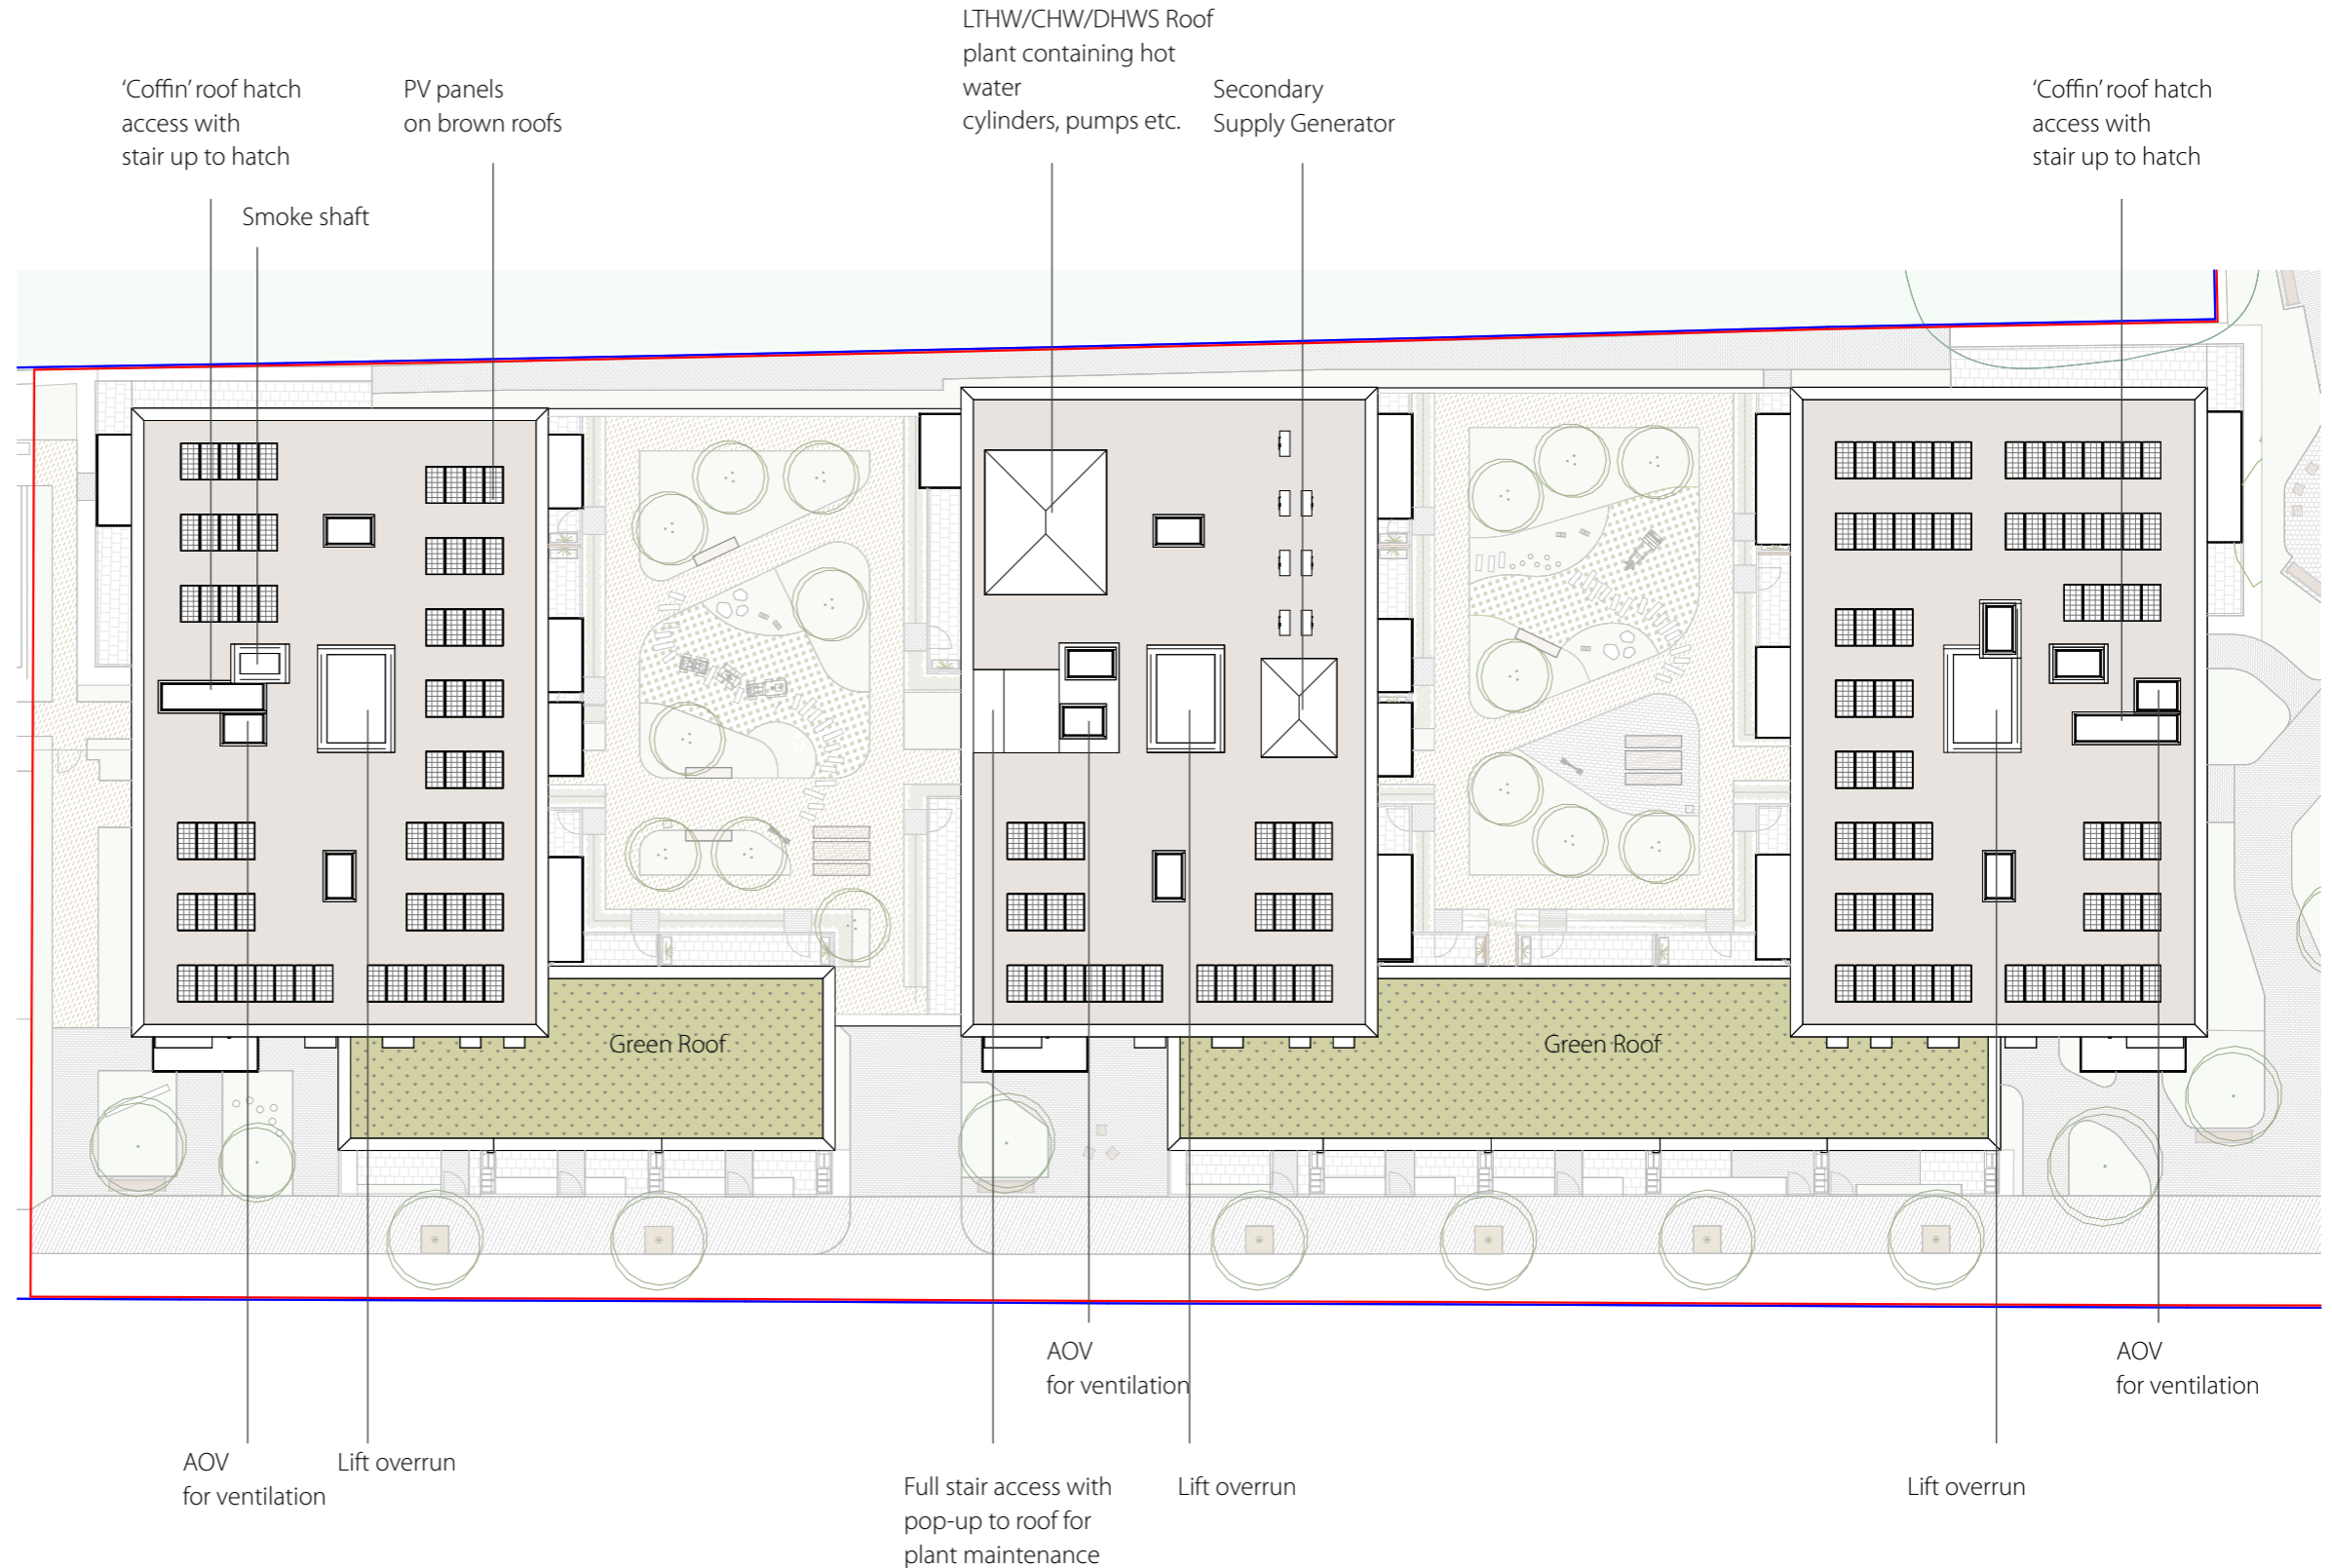 LTHW/CHW/DHWS Roof
plant containing hot
water
cylinders, pumps etc.
‘Coffin’ roof hatch
access with
stair up to hatch
PV panels
on brown roofs
Secondary
Supply Generator
‘Coffin’ roof hatch
access with
stair up to hatch
Smoke shaft
Green Roof
Green Roof
AOV
for ventilation
AOV
for ventilation
AOV
for ventilation
Lift overrun
Full stair access with
pop-up to roof for
plant maintenance
Lift overrun
Lift overrun